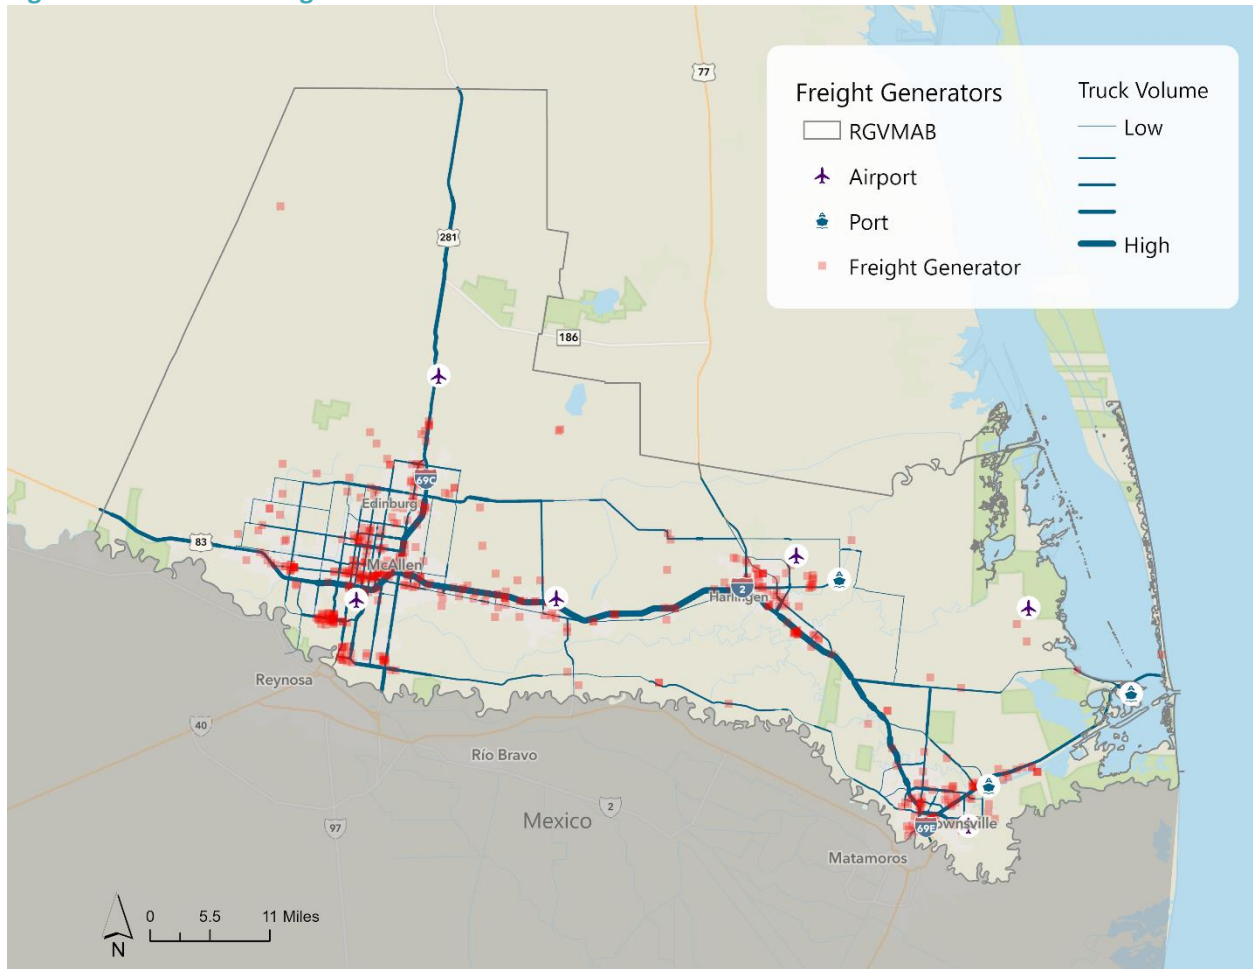 77
Freight Generators
RGVMAB
Airport
Port
Freight Generator
Truck Volume
Low
High
281
186
69C
Edinburg
83
McAllen
2
Harlingen
Reynosa
40
Río Bravo
2
97
Mexico
69E
Matamoros
0 5.5 11 Miles
N